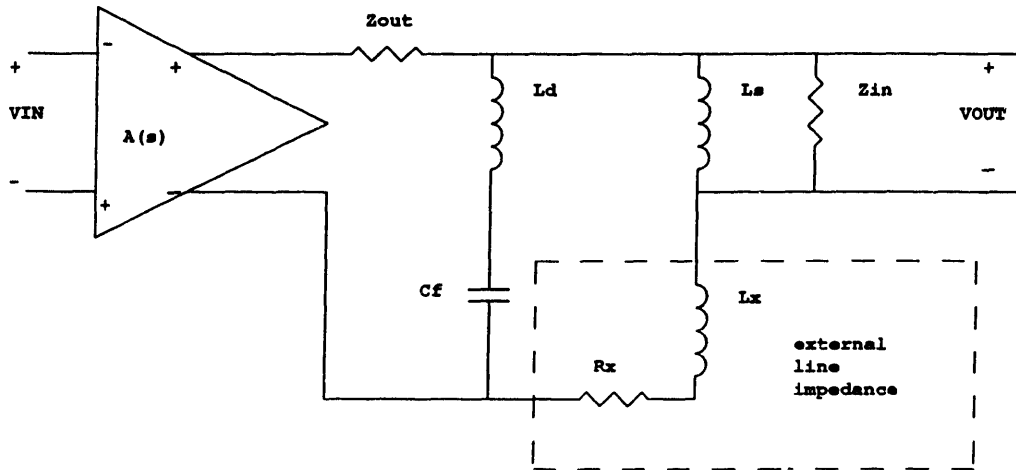 Zout
-
+
+
Ld
Ls
Zin
+
VIN
A(s)
VOUT
-
-
+
-
Cf
Lx
Rx
external
line
impedance